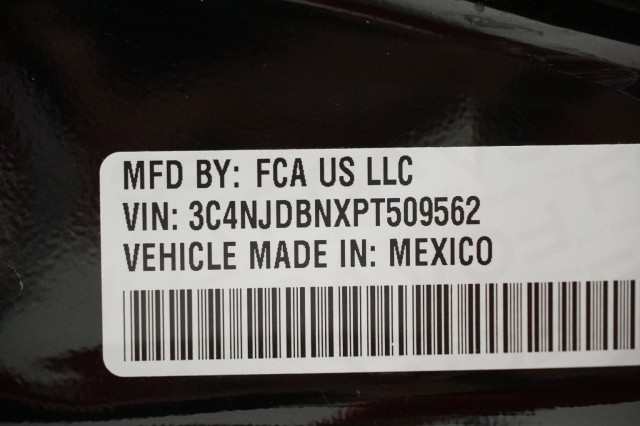 MFD BY: FCA US LLC
VIN: 3C4NJDBNXPT509562
VEHICLE MADE IN: MEXICO